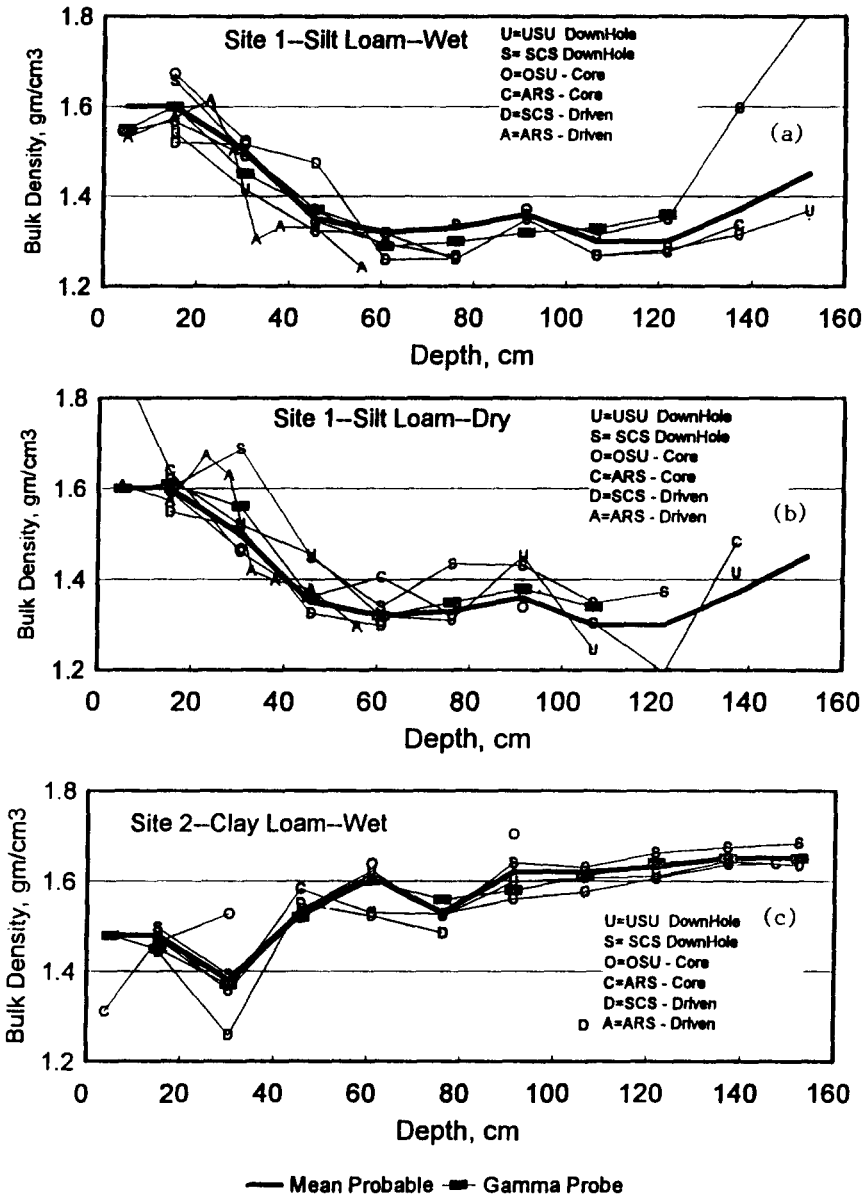 Site 1--Silt Loam--Wet
U=USU DownHole
S= SCS DownHole
O=OSU - Core
C=ARS - Core
D=SCS - Driven
A=ARS - Driven
(a)
Bulk Density, gm/cm3
1.8
1.6
1.4
1.2
0 20 40 60 80 100 120 140 160
Depth, cm
Site 1--Silt Loam--Dry
U=USU DownHole
S= SCS DownHole
O=OSU - Core
C=ARS - Core
D=SCS - Driven
A=ARS - Driven
(b)
Bulk Density, gm/cm3
1.8
1.6
1.4
1.2
0 20 40 60 80 100 120 140 160
Depth, cm
Site 2--Clay Loam--Wet
U=USU DownHole
S= SCS DownHole
O=OSU - Core
C=ARS - Core
D=SCS - Driven
A=ARS - Driven
(c)
Bulk Density, gm/cm3
1.8
1.6
1.4
1.2
0 20 40 60 80 100 120 140 160
Depth, cm
Mean Probable Gamma Probe